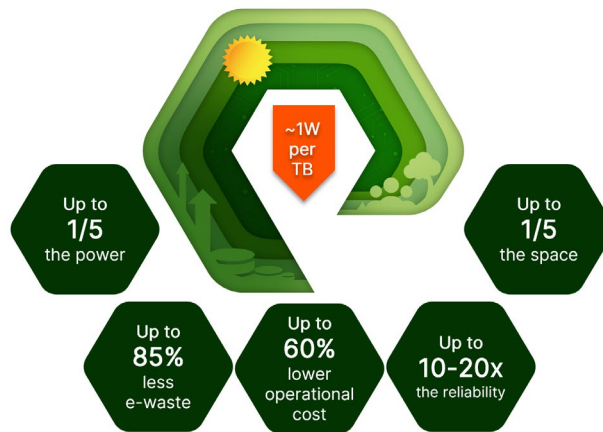 ~1W
per
TB
Up to
1/5
the power
Up to
1/5
the space
Up to
85%
less
e-waste
Up to
60%
lower
operational
cost
Up to
10-20x
the reliability